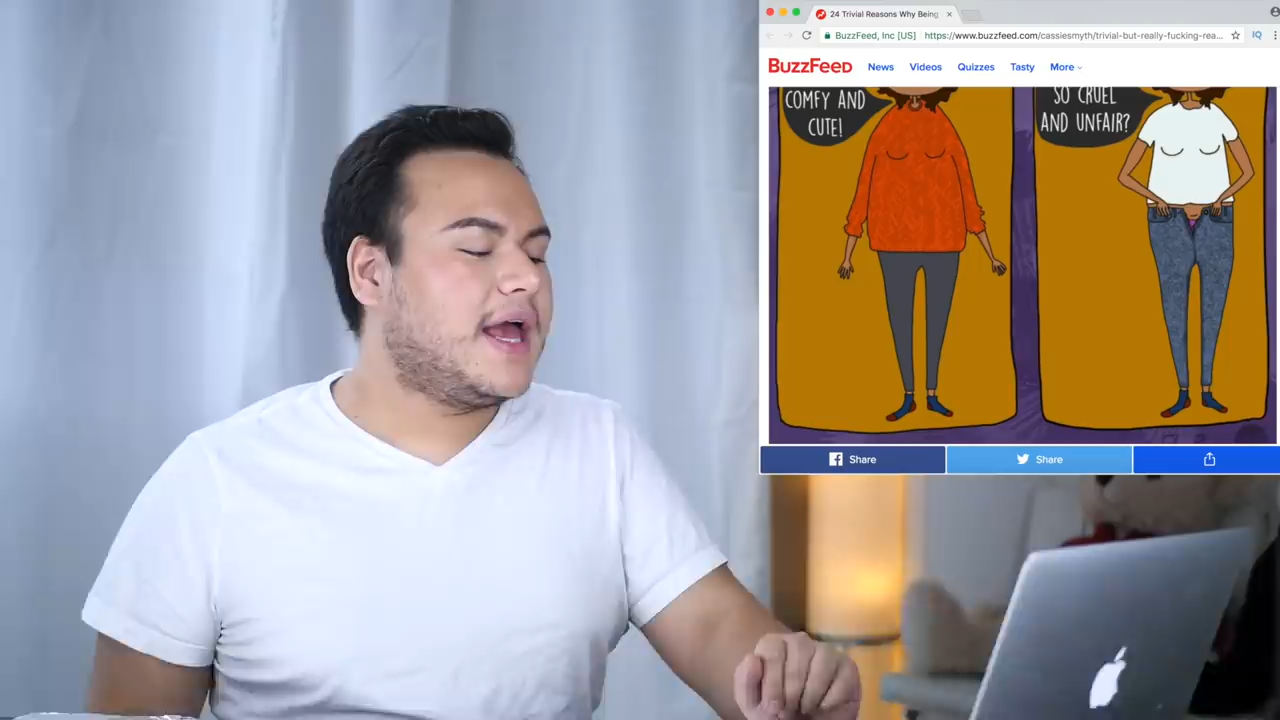 24 Trivial Reasons Why Being
BuzzFeed, Inc [US] https://www.buzzfeed.com/cassiesmyth/trivial-but-really-fucking-rea...
IQ
BuzzFeed News Videos Quizzes Tasty More
COMFY AND
CUTE!
SO CRUEL
AND UNFAIR?
Share Share